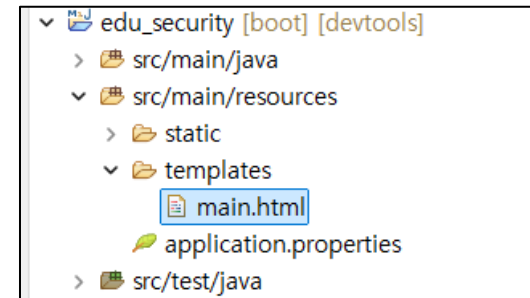 edu_security [boot] [devtools]
src/main/java
src/main/resources
static
templates
main.html
application.properties
src/test/java